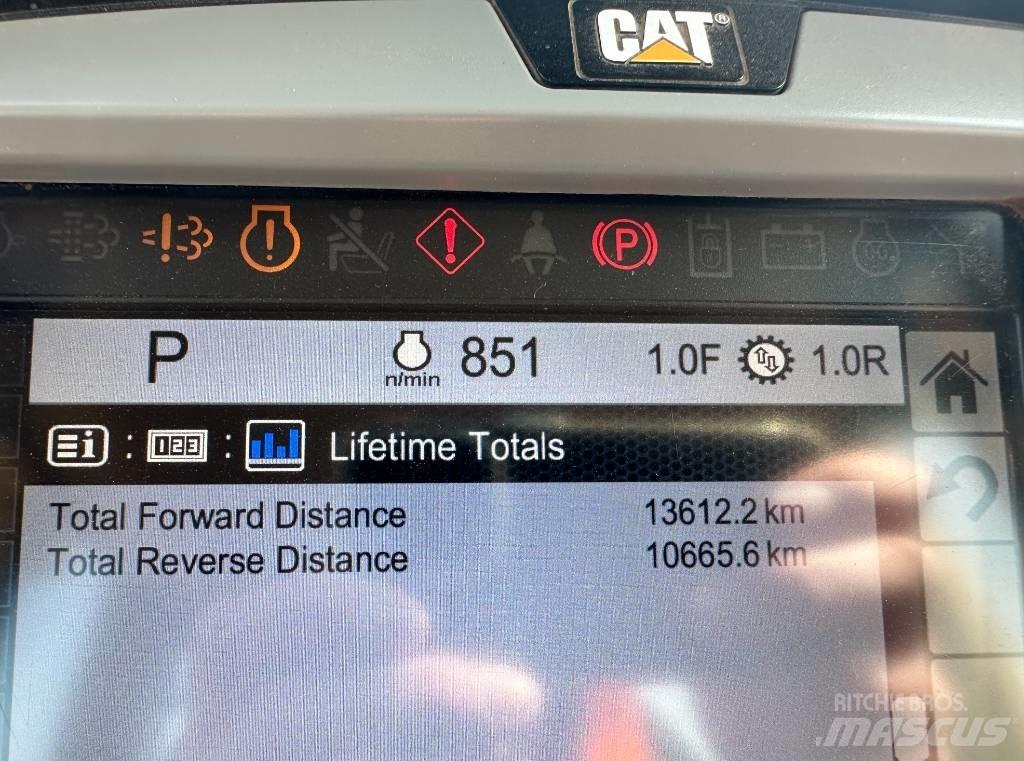 CAT®
P
P
n/min
851
1.0F
1.0R
123
Lifetime Totals
Total Forward Distance 13612.2 km
Total Reverse Distance 10665.6 km
RITCHIE BROS.
MASCUS